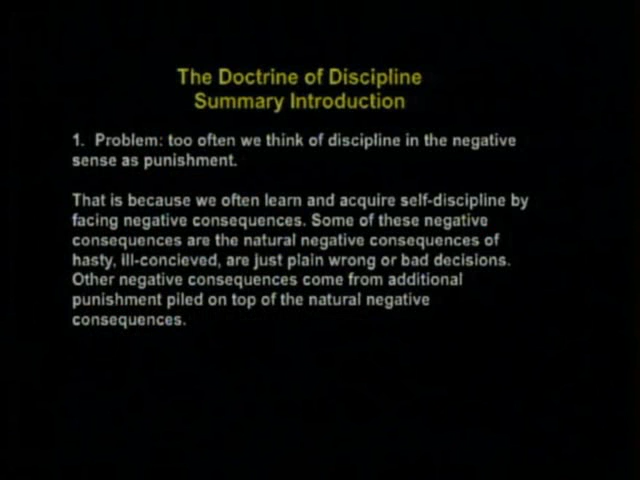 The Doctrine of Discipline
Summary Introduction
1. Problem: too often we think of discipline in the negative
sense as punishment.
That is because we often learn and acquire self-discipline by
facing negative consequences. Some of these negative
consequences are the natural negative consequences of
hasty, ill-concieved, are just plain wrong or bad decisions.
Other negative consequences come from additional
punishment piled on top of the natural negative
consequences.